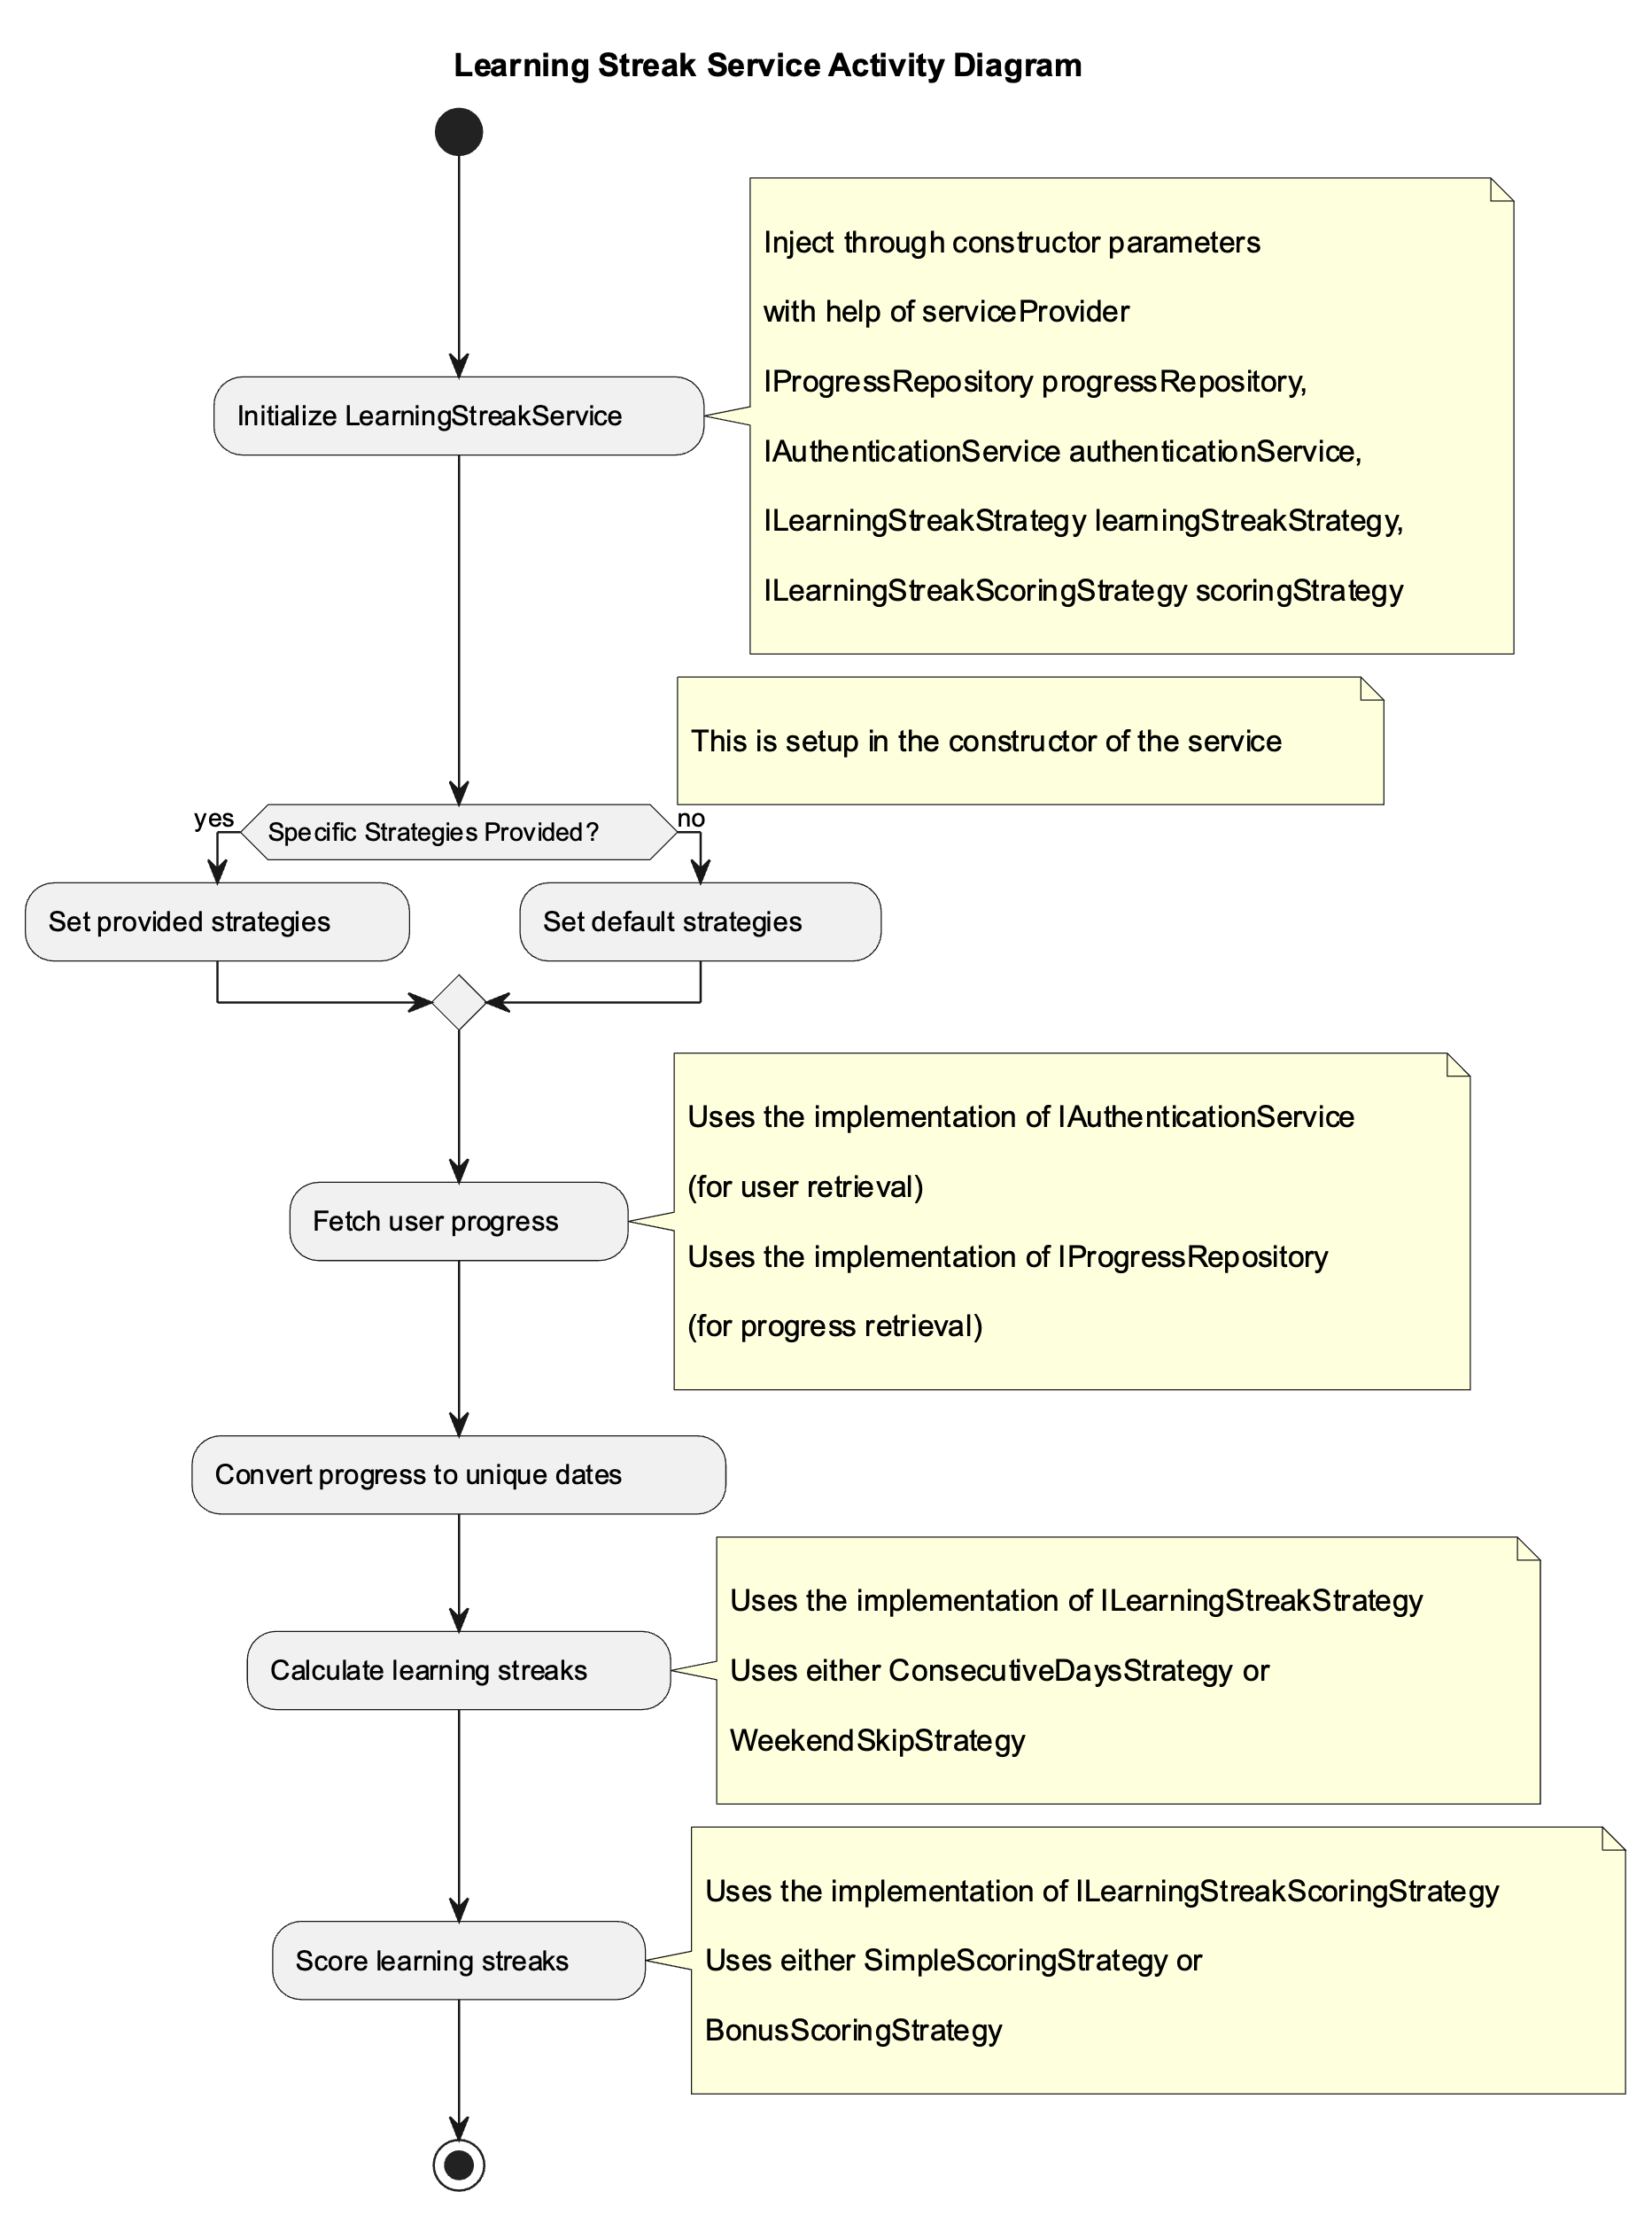 Learning Streak Service Activity Diagram
Inject through constructor parameters
with help of serviceProvider
IProgressRepository progressRepository,
IAuthenticationService authenticationService,
ILearningStreakStrategy learningStreakStrategy,
ILearningStreakScoringStrategy scoringStrategy
Initialize LearningStreakService
This is setup in the constructor of the service
yes
Specific Strategies Provided?
no
Set provided strategies
Set default strategies
Uses the implementation of IAuthenticationService
(for user retrieval)
Uses the implementation of IProgressRepository
(for progress retrieval)
Fetch user progress
Convert progress to unique dates
Uses the implementation of ILearningStreakStrategy
Uses either ConsecutiveDaysStrategy or
WeekendSkipStrategy
Calculate learning streaks
Uses the implementation of ILearningStreakScoringStrategy
Uses either SimpleScoringStrategy or
BonusScoringStrategy
Score learning streaks